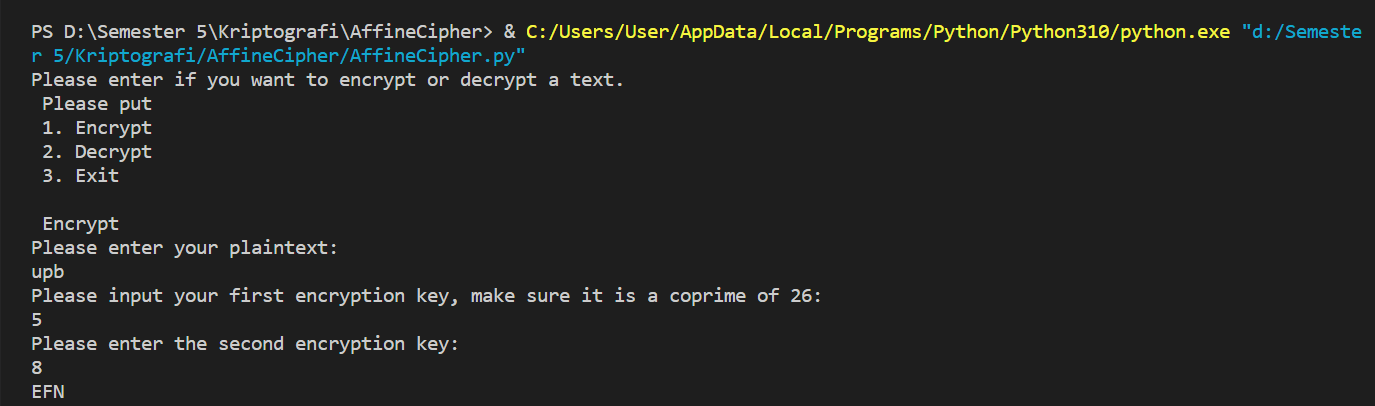 PS D:\Semester 5\Kriptografi\AffineCipher> & C:/Users/User/AppData/Local/Programs/Python/Python310/python.exe "d:/Semeste
r 5/Kriptografi/AffineCipher/AffineCipher.py"
Please enter if you want to encrypt or decrypt a text.
Please put
1. Encrypt
2. Decrypt
3. Exit
Encrypt
Please enter your plaintext:
upb
Please input your first encryption key, make sure it is a coprime of 26:
5
Please enter the second encryption key:
8
EFN